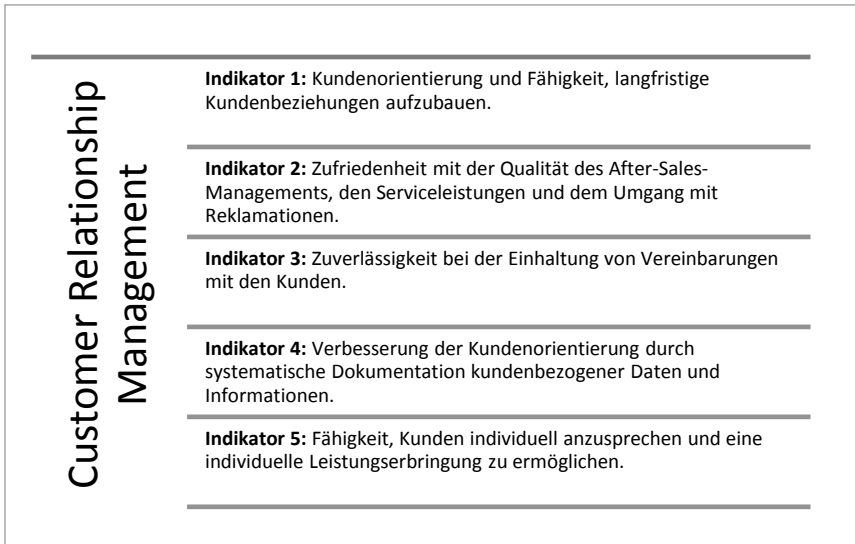 Customer Relationship
Management
Indikator 1: Kundenorientierung und Fähigkeit, langfristige
Kundenbeziehungen aufzubauen.
Indikator 2: Zufriedenheit mit der Qualität des After-Sales-
Managements, den Serviceleistungen und dem Umgang mit
Reklamationen.
Indikator 3: Zuverlässigkeit bei der Einhaltung von Vereinbarungen
mit den Kunden.
Indikator 4: Verbesserung der Kundenorientierung durch
systematische Dokumentation kundenbezogener Daten und
Informationen.
Indikator 5: Fähigkeit, Kunden individuell anzusprechen und eine
individuelle Leistungserbringung zu ermöglichen.